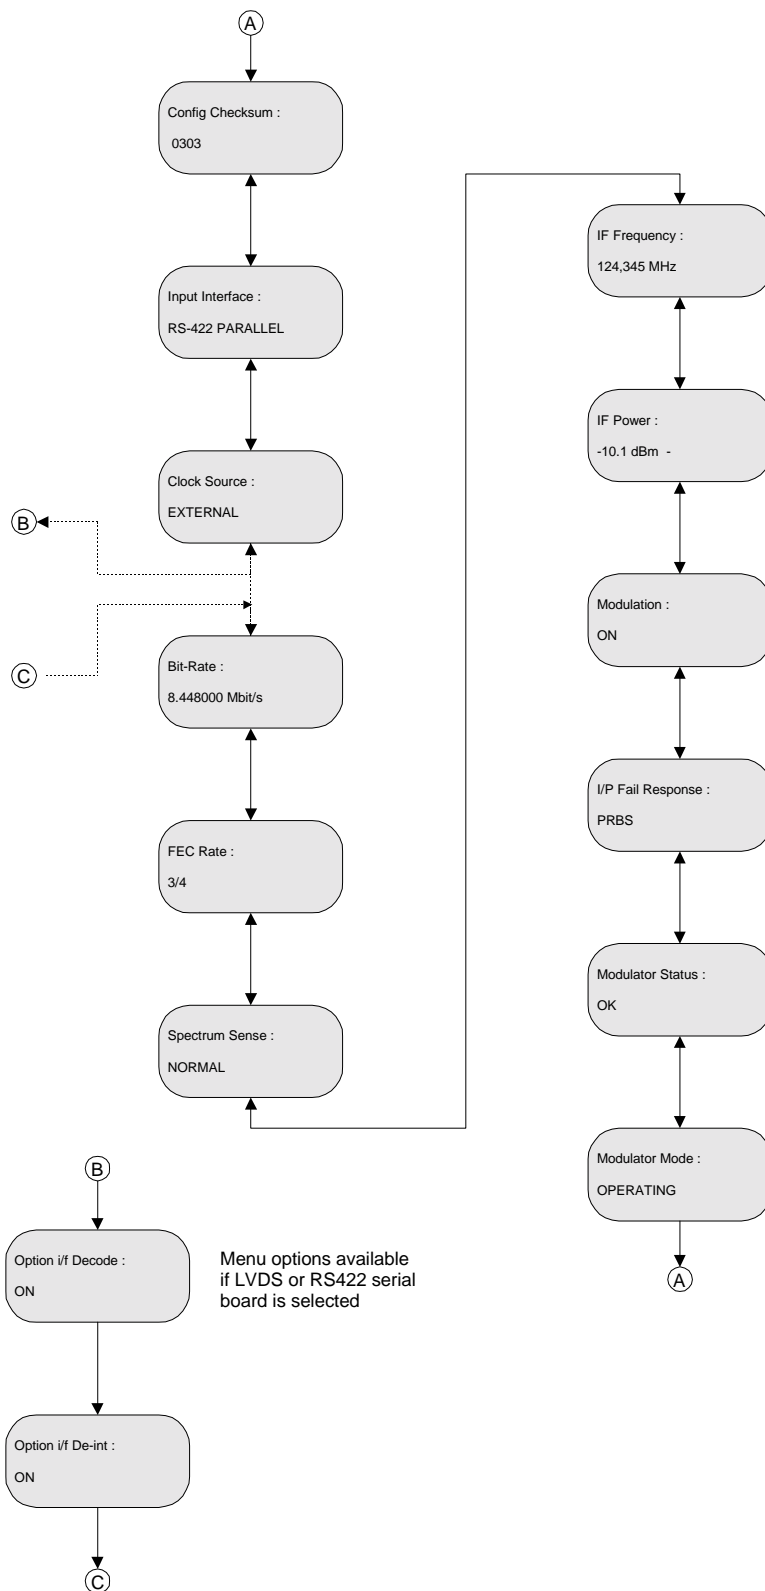 A
Config Checksum :
0303
Input Interface :
RS-422 PARALLEL
Clock Source :
EXTERNAL
B
C
Bit-Rate :
8.448000 Mbit/s
FEC Rate :
3/4
Spectrum Sense :
NORMAL
IF Frequency :
124,345 MHz
IF Power :
-10.1 dBm  -
Modulation :
ON
I/P Fail Response :
PRBS
Modulator Status :
OK
Modulator Mode :
OPERATING
A
B
Option i/f Decode :
ON
Menu options available
if LVDS or RS422 serial
board is selected
Option i/f De-int :
ON
C